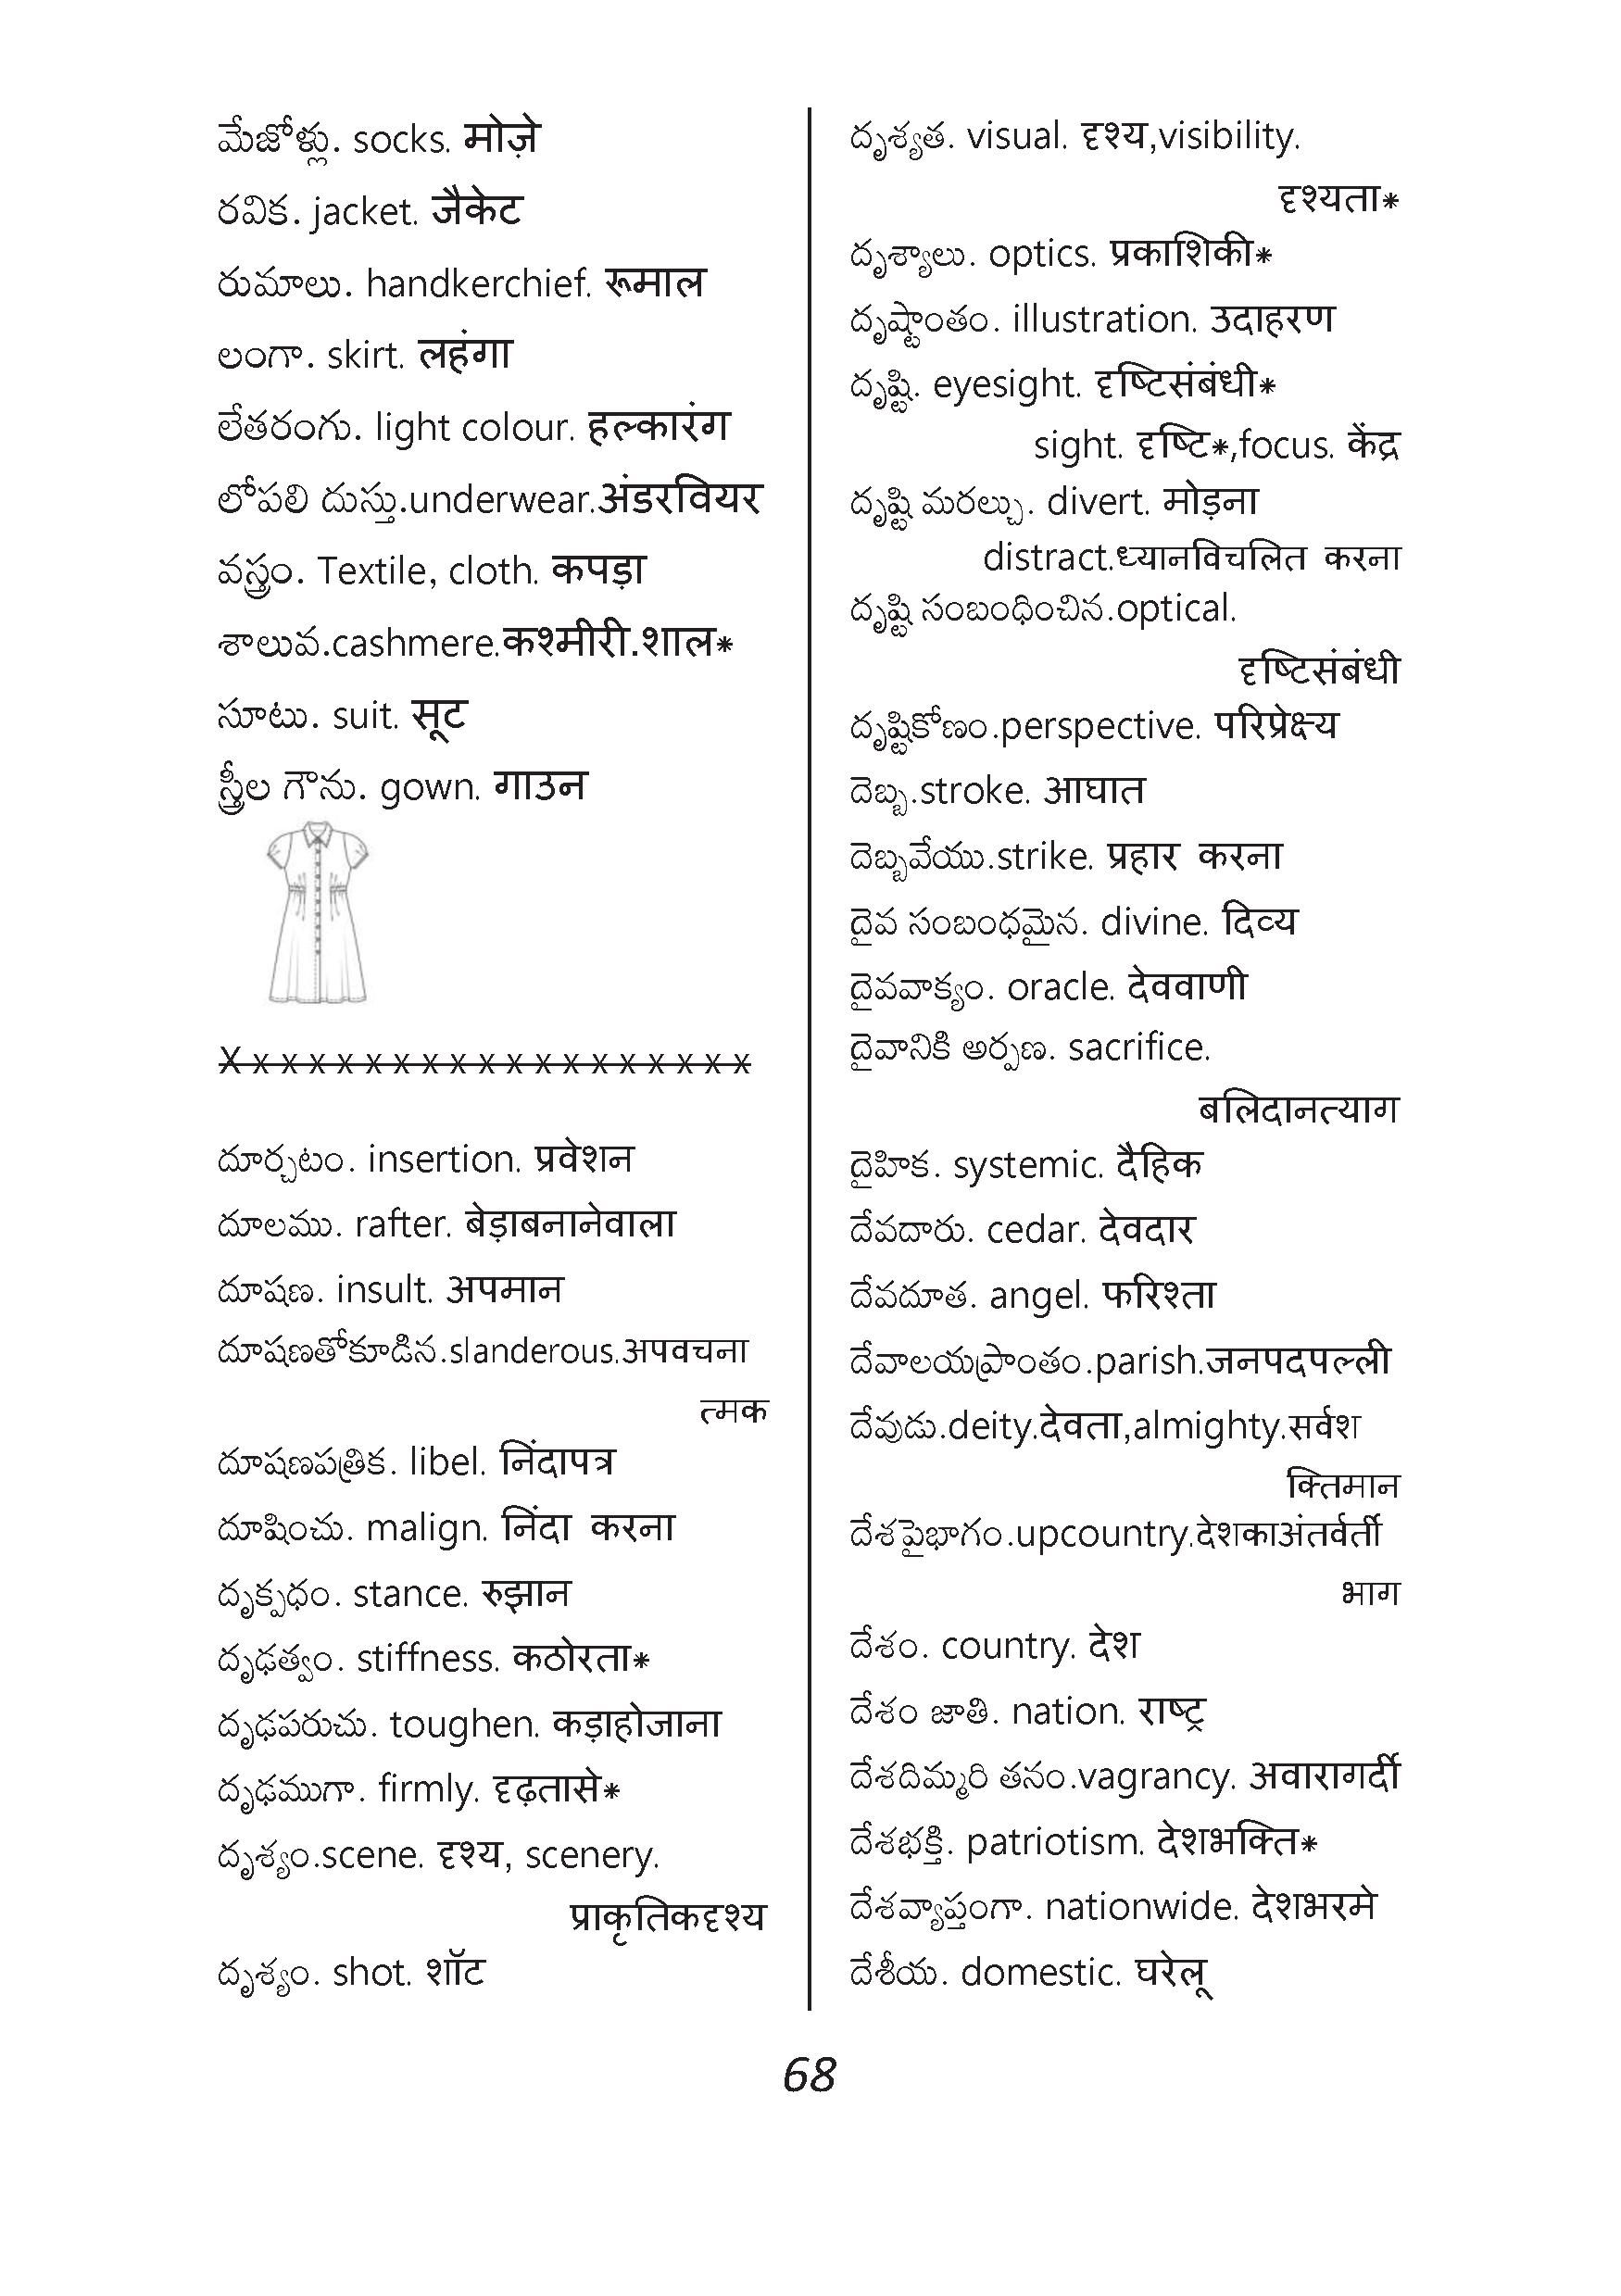 మేజోళ్లు. socks. मोज़े
రవిక. jacket. जैकेट
రుమాలు. handkerchief. रूमाल
లంగా. skirt. लहंगा
లేతరంగు. light colour. हल्कारंग
లోపలి దుస్తు.underwear.अंडरवियर
వస్త్రం. Textile, cloth. कपड़ा
శాలువ.cashmere.कश्मीरी.शाल*
సూటు. suit. सूट
స్త్రీల గౌను. gown. गाउन
X x x x x x x x x x x x x x x x x x x
దూర్చటం. insertion. प्रवेशन
దూలము. rafter. बेड़ाबनानेवाला
దూషణ. insult. अपमान
దూషణతోకూడిన.slanderous.अपवचना
त्मक
దూషణపత్రిక. libel. निंदापत्र
దూషించు. malign. निंदा करना
దృక్పధం. stance. रुझान
దృఢత్వం. stiffness. कठोरता*
దృఢపరుచు. toughen. कड़ाहोजाना
దృఢముగా. firmly. दृढ़तासे*
దృశ్యం.scene. दृश्य, scenery.
प्राकृतिकदृश्य
దృశ్యం. shot. शॉट
దృశ్యత. visual. दृश्य,visibility.
दृश्यता*
దృశ్యాలు. optics. प्रकाशिकी*
దృష్టాంతం. illustration. उदाहरण
దృష్టి. eyesight. दृष्टिसंबंधी*
sight. दृष्टि*,focus. केंद्र
దృష్టి మరల్చు. divert. मोड़ना
distract.ध्यानविचलित करना
దృష్టి సంబంధించిన.optical.
दृष्टिसंबंधी
దృష్టికోణం.perspective. परिप्रेक्ष्य
దెబ్బ.stroke. आघात
దెబ్బవేయు.strike. प्रहार करना
దైవ సంబంధమైన. divine. दिव्य
దైవవాక్యం. oracle. देववाणी
దైవానికి అర్పణ. sacrifice.
बलिदानत्याग
దైహిక. systemic. दैहिक
దేవదారు. cedar. देवदार
దేవదూత. angel. फरिश्ता
దేవాలయప్రాంతం.parish.जनपदपल्ली
దేవుడు.deity.देवता,almighty.सर्वश
क्तिमान
దేశపైభాగం.upcountry.देशकाअंतर्वर्ती
भाग
దేశం. country. देश
దేశం జాతి. nation. राष्ट्र
దేశదిమ్మరి తనం.vagrancy. अवारागर्दी
దేశభక్తి. patriotism. देशभक्ति*
దేశవ్యాప్తంగా. nationwide. देशभरमे
దేశీయ. domestic. घरेलू
68